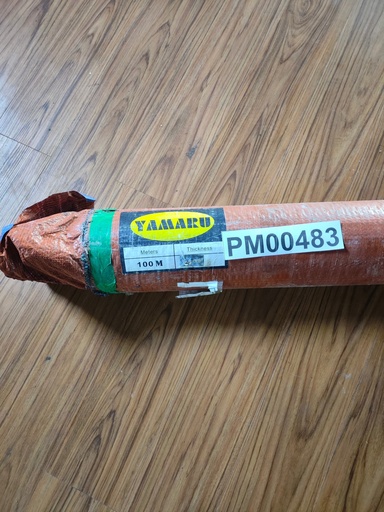 YAMARU
PM00483
Meters Thickness
100 M